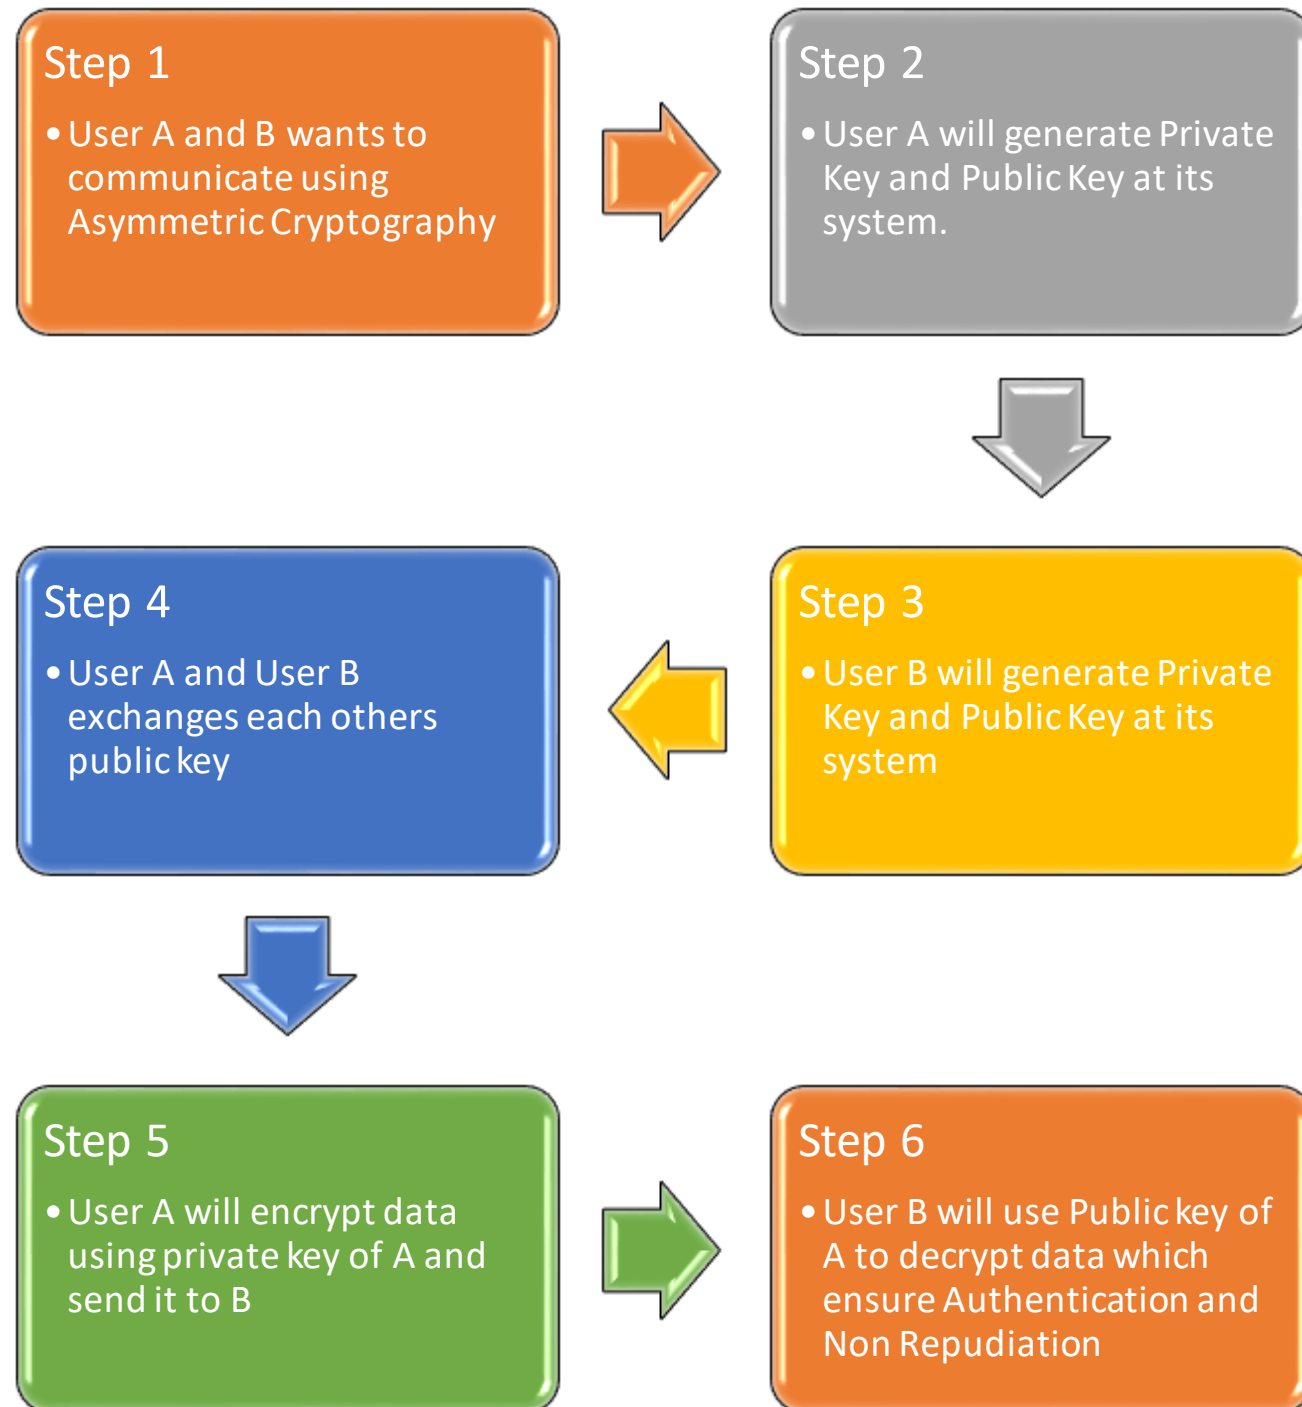 Step 1
• User A and B wants to
communicate using
Asymmetric Cryptography
Step 2
• User A will generate Private
Key and Public Key at its
system.
Step 3
• User B will generate Private
Key and Public Key at its
system
Step 4
• User A and User B
exchanges each others
public key
Step 5
• User A will encrypt data
using private key of A and
send it to B
Step 6
• User B will use Public key of
A to decrypt data which
ensure Authentication and
Non Repudiation